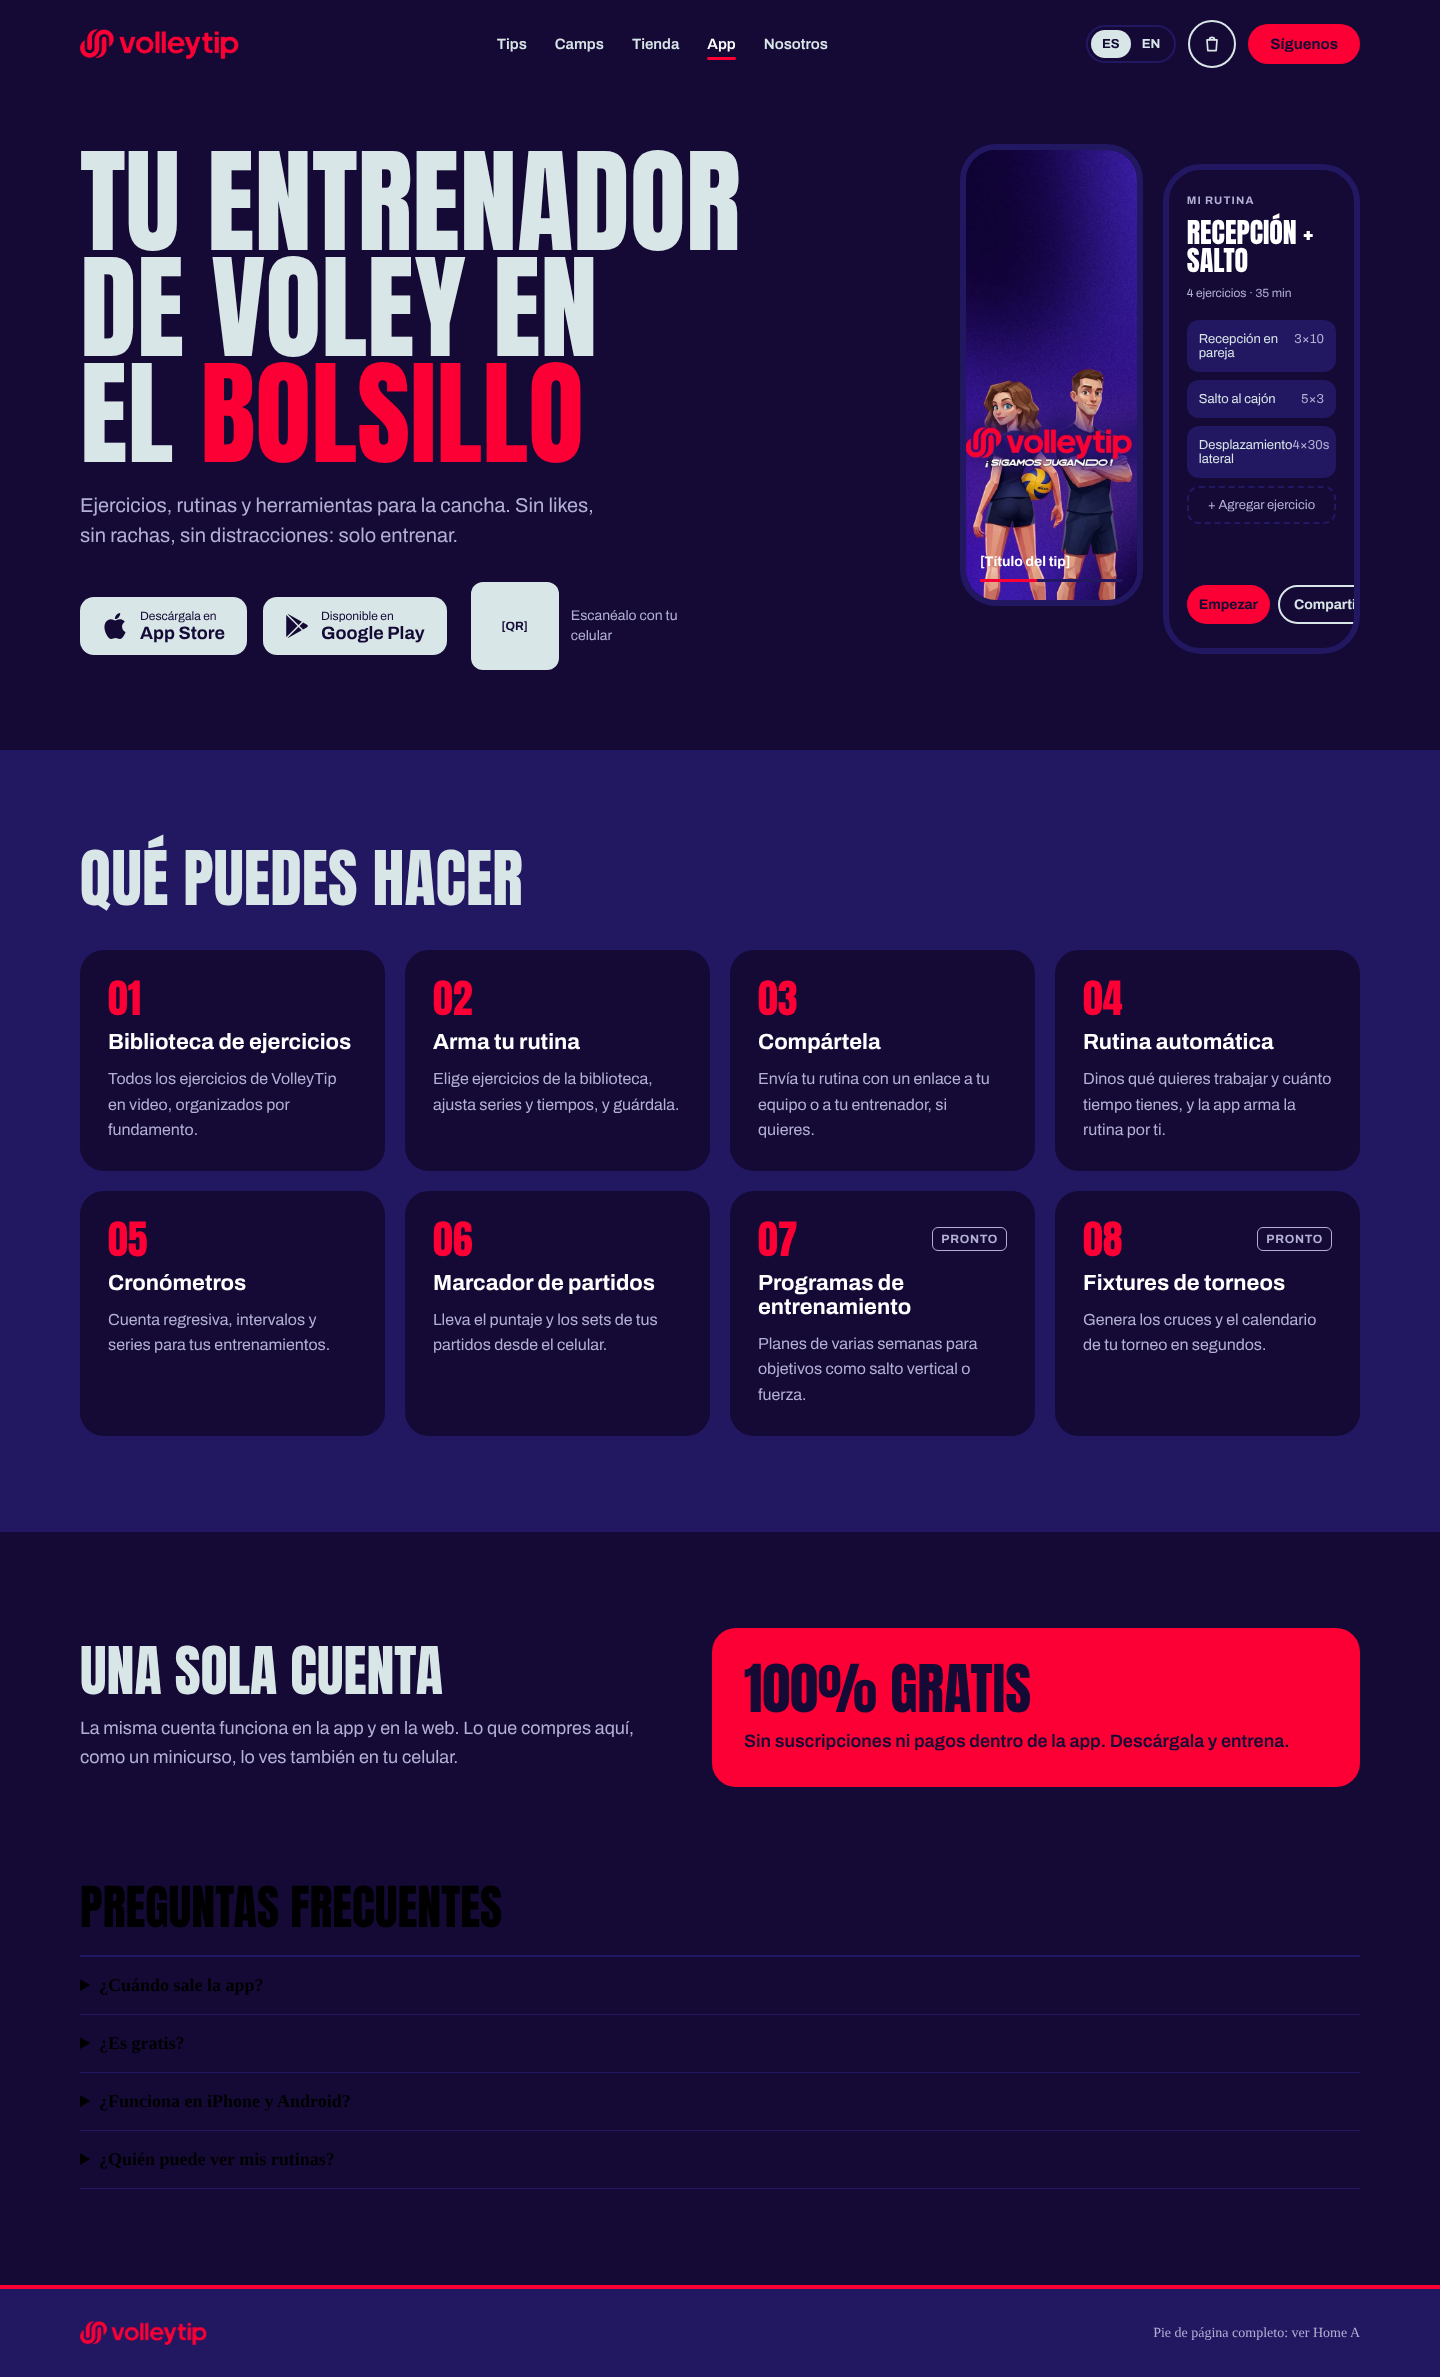 volleytip
Tips Camps Tienda App Nosotros
ES EN
Síguenos
TU ENTRENADOR
DE VOLEY EN
EL BOLSILLO
Ejercicios, rutinas y herramientas para la cancha. Sin likes,
sin rachas, sin distracciones: solo entrenar.
Descárgala en
App Store
Disponible en
Google Play
[QR]
Escanéalo con tu
celular
volleytip
¡SIGAMOS JUGANDO!
[Título del tip]
MI RUTINA
RECEPCIÓN +
SALTO
4 ejercicios · 35 min
Recepción en 3×10
pareja
Salto al cajón 5×3
Desplazamiento 4×30s
lateral
+ Agregar ejercicio
Empezar
Comparti
QUÉ PUEDES HACER
01
Biblioteca de ejercicios
Todos los ejercicios de VolleyTip
en video, organizados por
fundamento.
02
Arma tu rutina
Elige ejercicios de la biblioteca,
ajusta series y tiempos, y guárdala.
03
Compártela
Envía tu rutina con un enlace a tu
equipo o a tu entrenador, si
quieres.
04
Rutina automática
Dinos qué quieres trabajar y cuánto
tiempo tienes, y la app arma la
rutina por ti.
05
Cronómetros
Cuenta regresiva, intervalos y
series para tus entrenamientos.
06
Marcador de partidos
Lleva el puntaje y los sets de tus
partidos desde el celular.
07 PRONTO
Programas de
entrenamiento
Planes de varias semanas para
objetivos como salto vertical o
fuerza.
08 PRONTO
Fixtures de torneos
Genera los cruces y el calendario
de tu torneo en segundos.
UNA SOLA CUENTA
La misma cuenta funciona en la app y en la web. Lo que compres aquí,
como un minicurso, lo ves también en tu celular.
100% GRATIS
Sin suscripciones ni pagos dentro de la app. Descárgala y entrena.
PREGUNTAS FRECUENTES
¿Cuándo sale la app?
¿Es gratis?
¿Funciona en iPhone y Android?
¿Quién puede ver mis rutinas?
volleytip
Pie de página completo: ver Home A